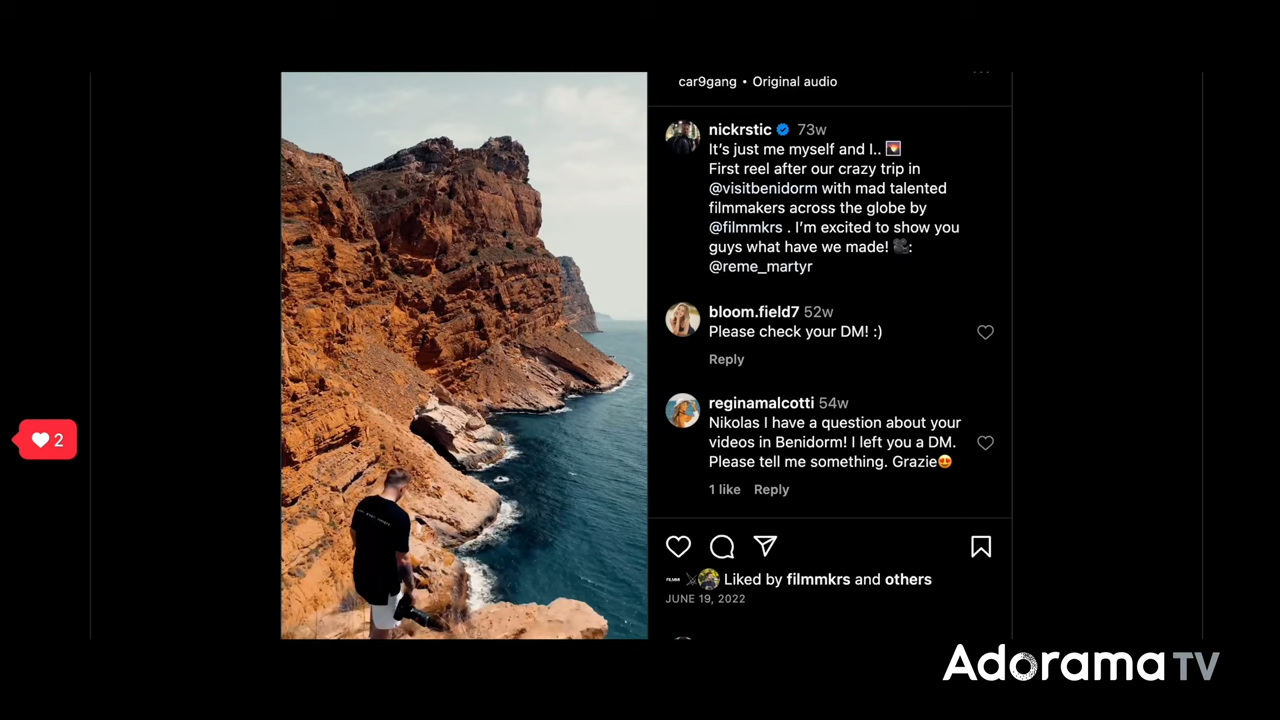 car9gang • Original audio
nickrstic 73w
It's just me myself and I.. 🌄
First reel after our crazy trip in
@visitbenidorm with mad talented
filmmakers across the globe by
@filmmkrs . I'm excited to show you
guys what have we made! 🎥:
@reme_martyr
bloom.field7 52w
Please check your DM! :)
Reply
reginamalcotti 54w
Nikolas I have a question about your
videos in Benidorm! I left you a DM.
Please tell me something. Grazie😍
1 like Reply
2
Liked by filmmkrs and others
JUNE 19, 2022
Adorama TV